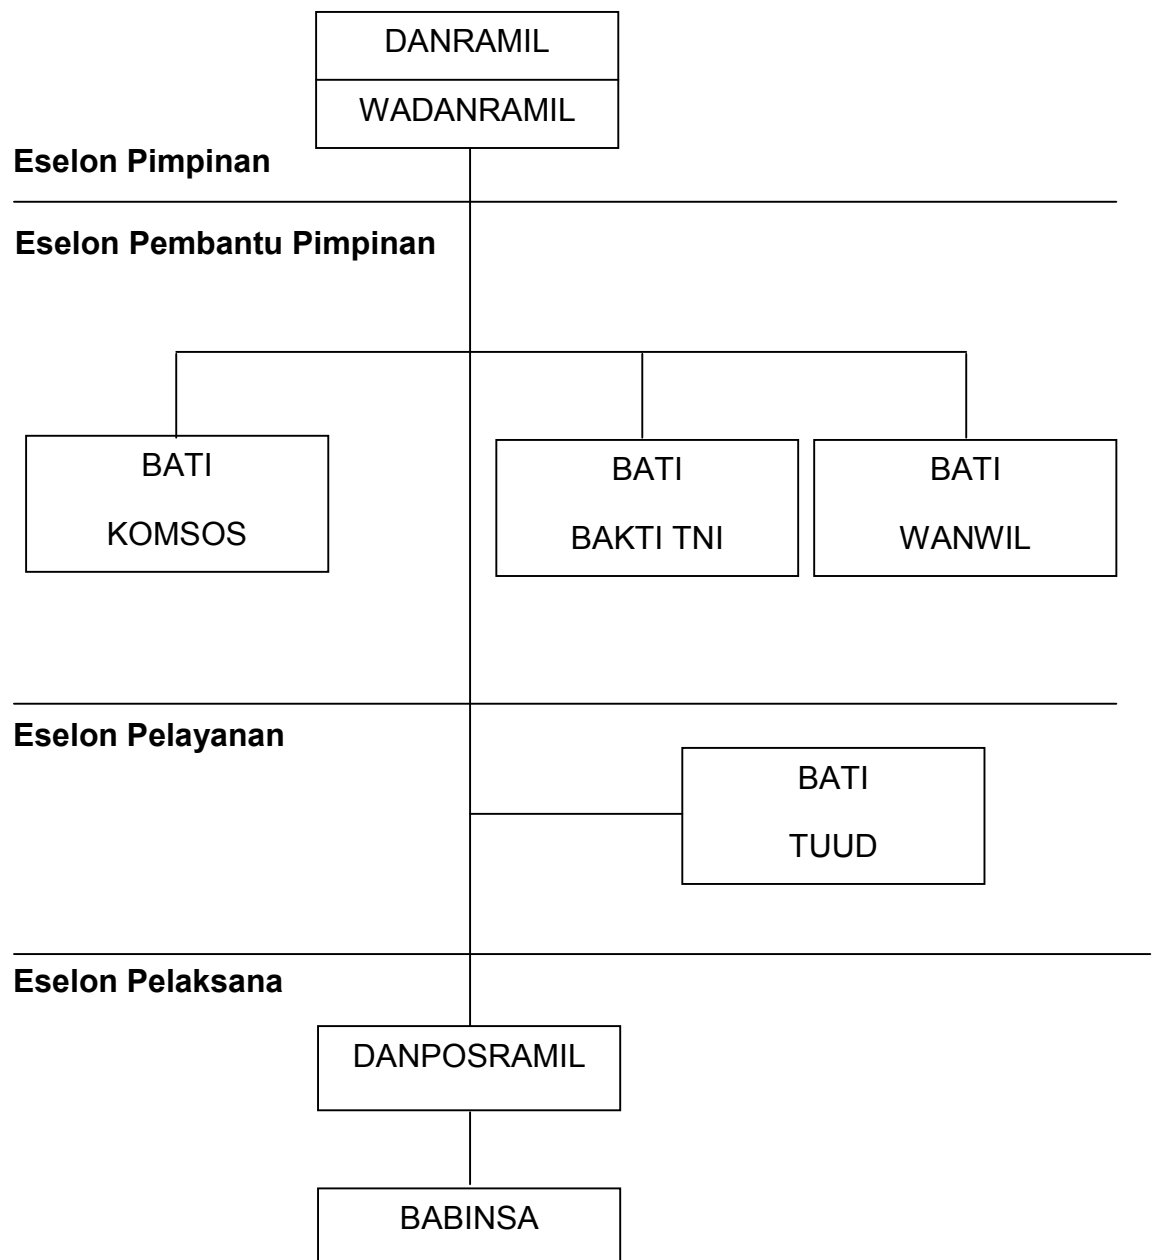 DANRAMIL
WADANRAMIL
Eselon Pimpinan
Eselon Pembantu Pimpinan
BATI
KOMSOS
BATI
BAKTI TNI
BATI
WANWIL
Eselon Pelayanan
BATI
TUUD
Eselon Pelaksana
DANPOSRAMIL
BABINSA